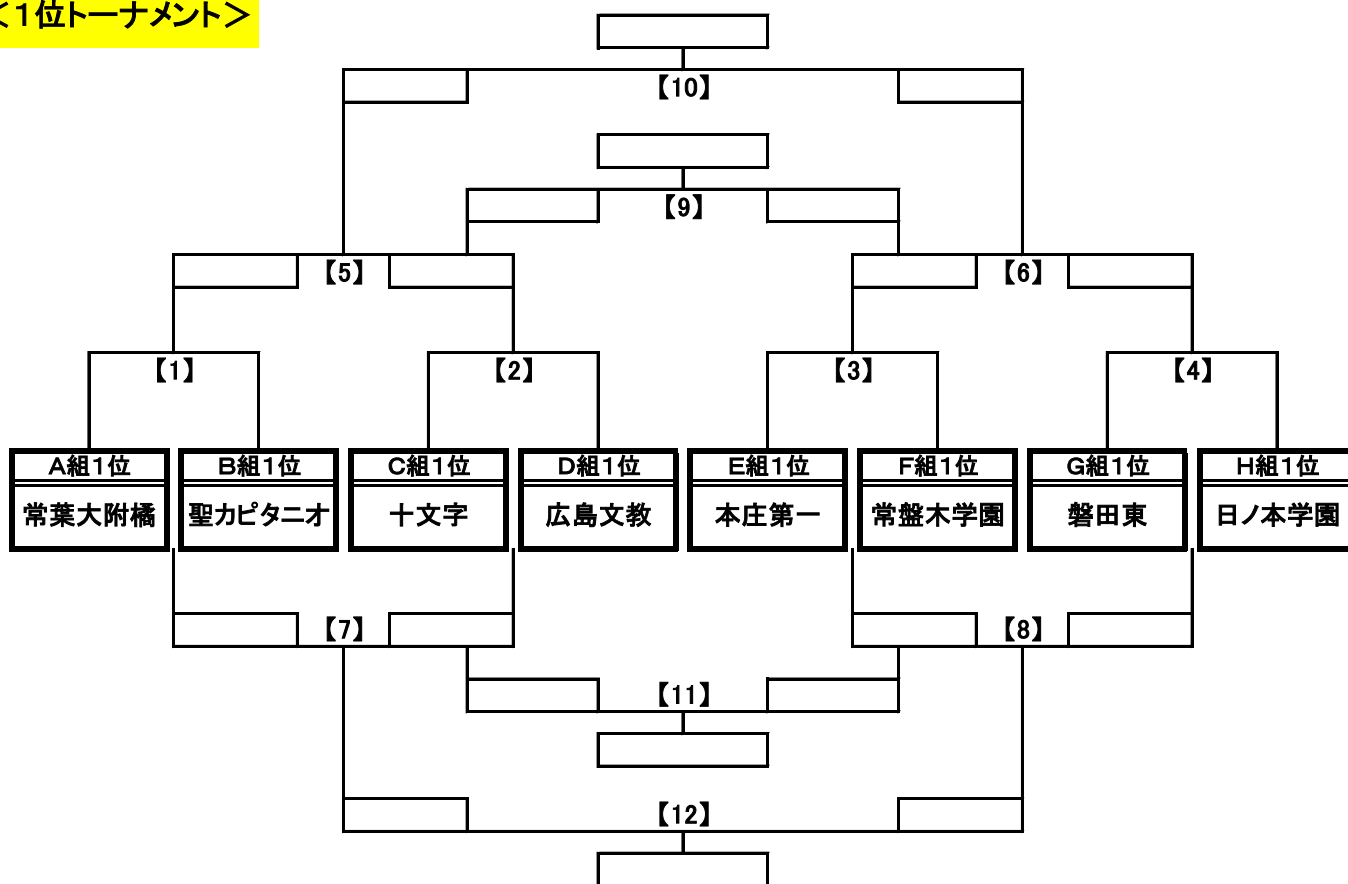 ＜1位トーナメント＞
【10】
【9】
【5】
【6】
【1】
【2】
【3】
【4】
A組1位
B組1位
C組1位
D組1位
E組1位
F組1位
G組1位
H組1位
常葉大附橘
聖カピタニオ
十文字
広島文教
本庄第一
常盤木学園
磐田東
日ノ本学園
【7】
【8】
【11】
【12】